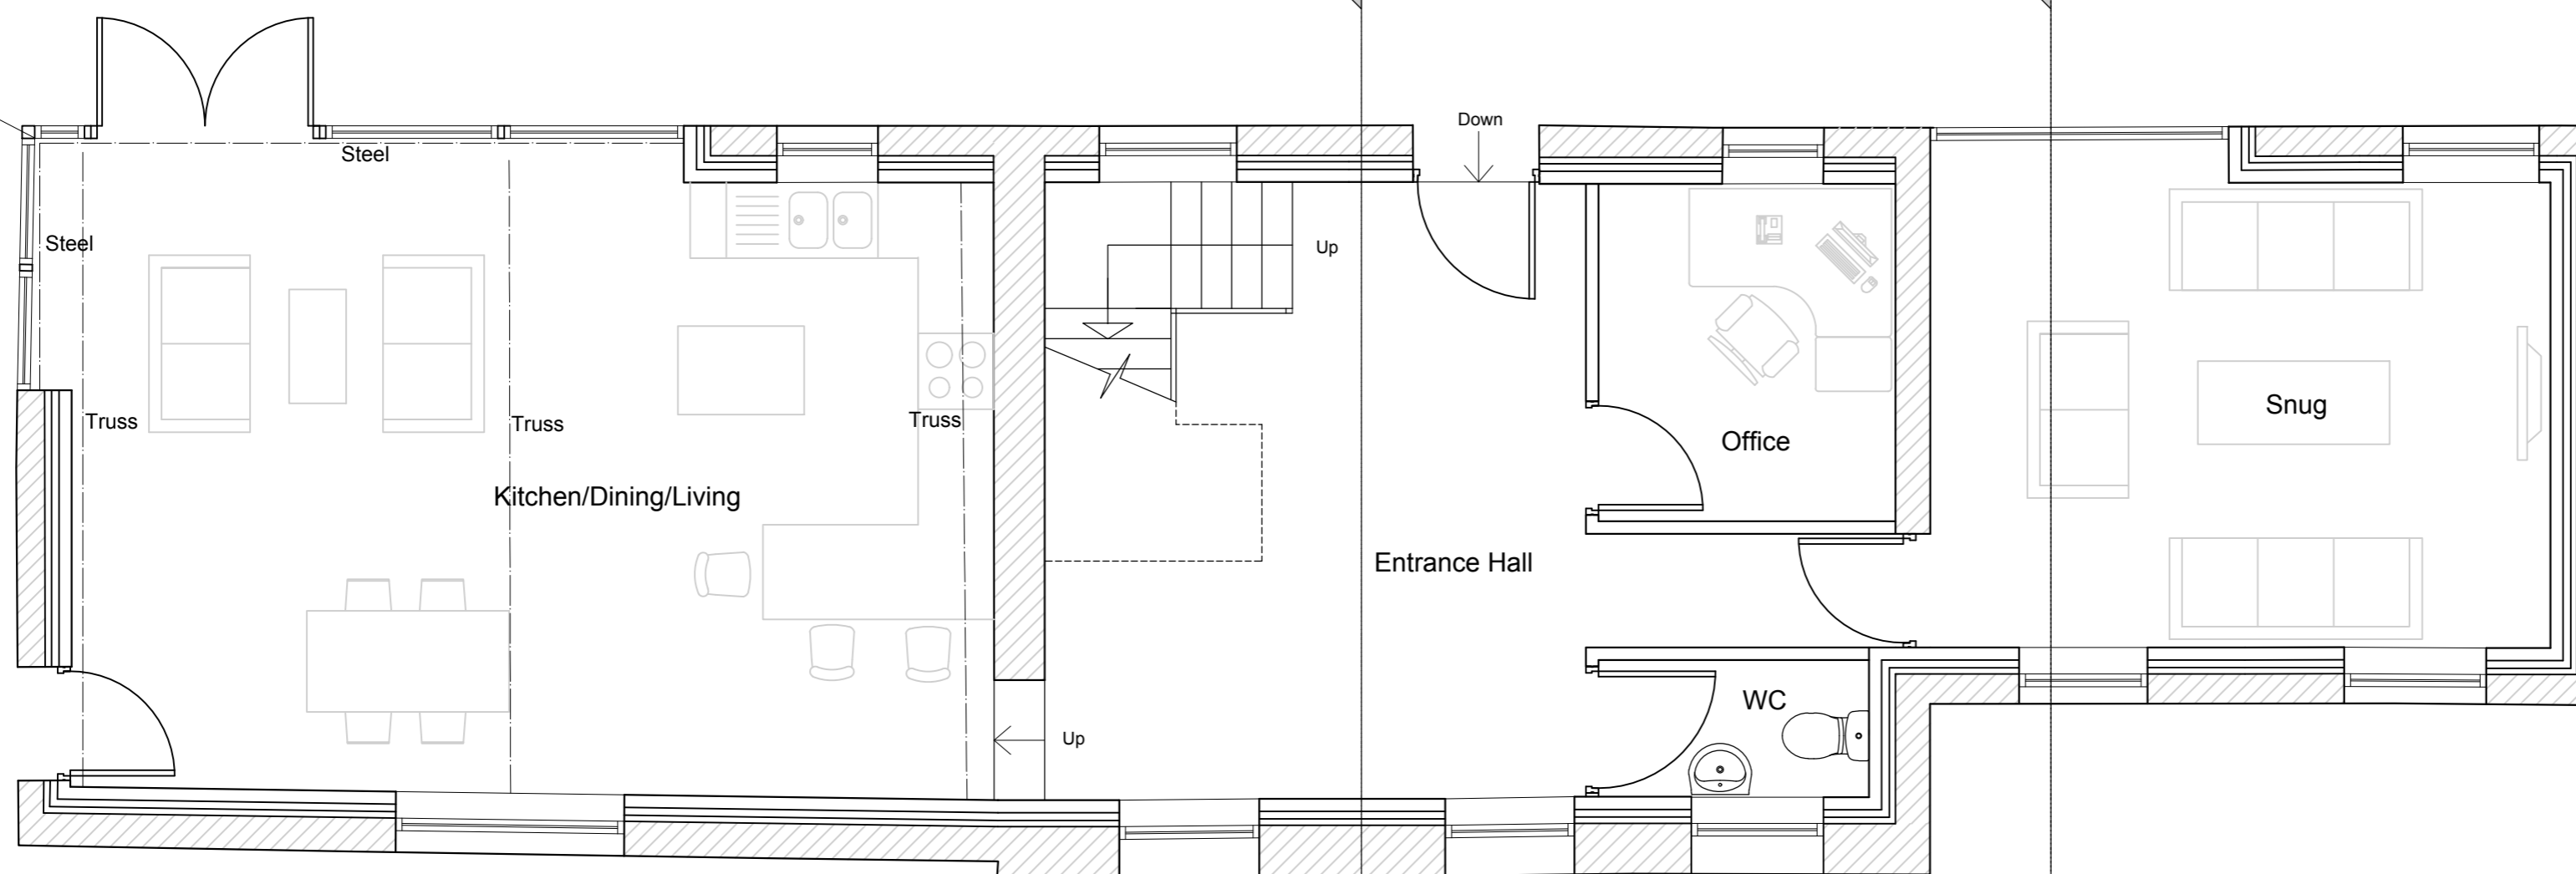 Down
Steel
Steel
Up
Truss
Truss
Truss
Office
Snug
Kitchen/Dining/Living
Entrance Hall
WC
Up